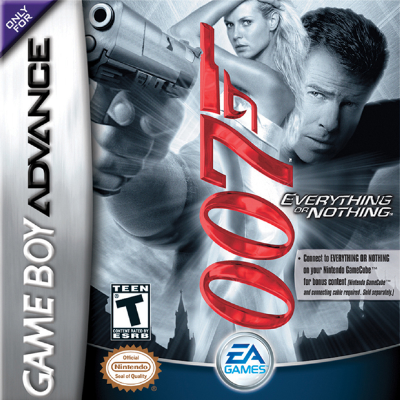 ONLY
FOR
GAME BOY ADVANCE
007
EVERYTHING
OR NOTHING
• Connect to EVERYTHING OR NOTHING
on your Nintendo GameCube™
for bonus content (Nintendo GameCube™
and connecting cable required. Sold separately.)
TEEN
T
CONTENT RATED BY
ESRB
Official
Nintendo
Seal of Quality
EA
GAMES